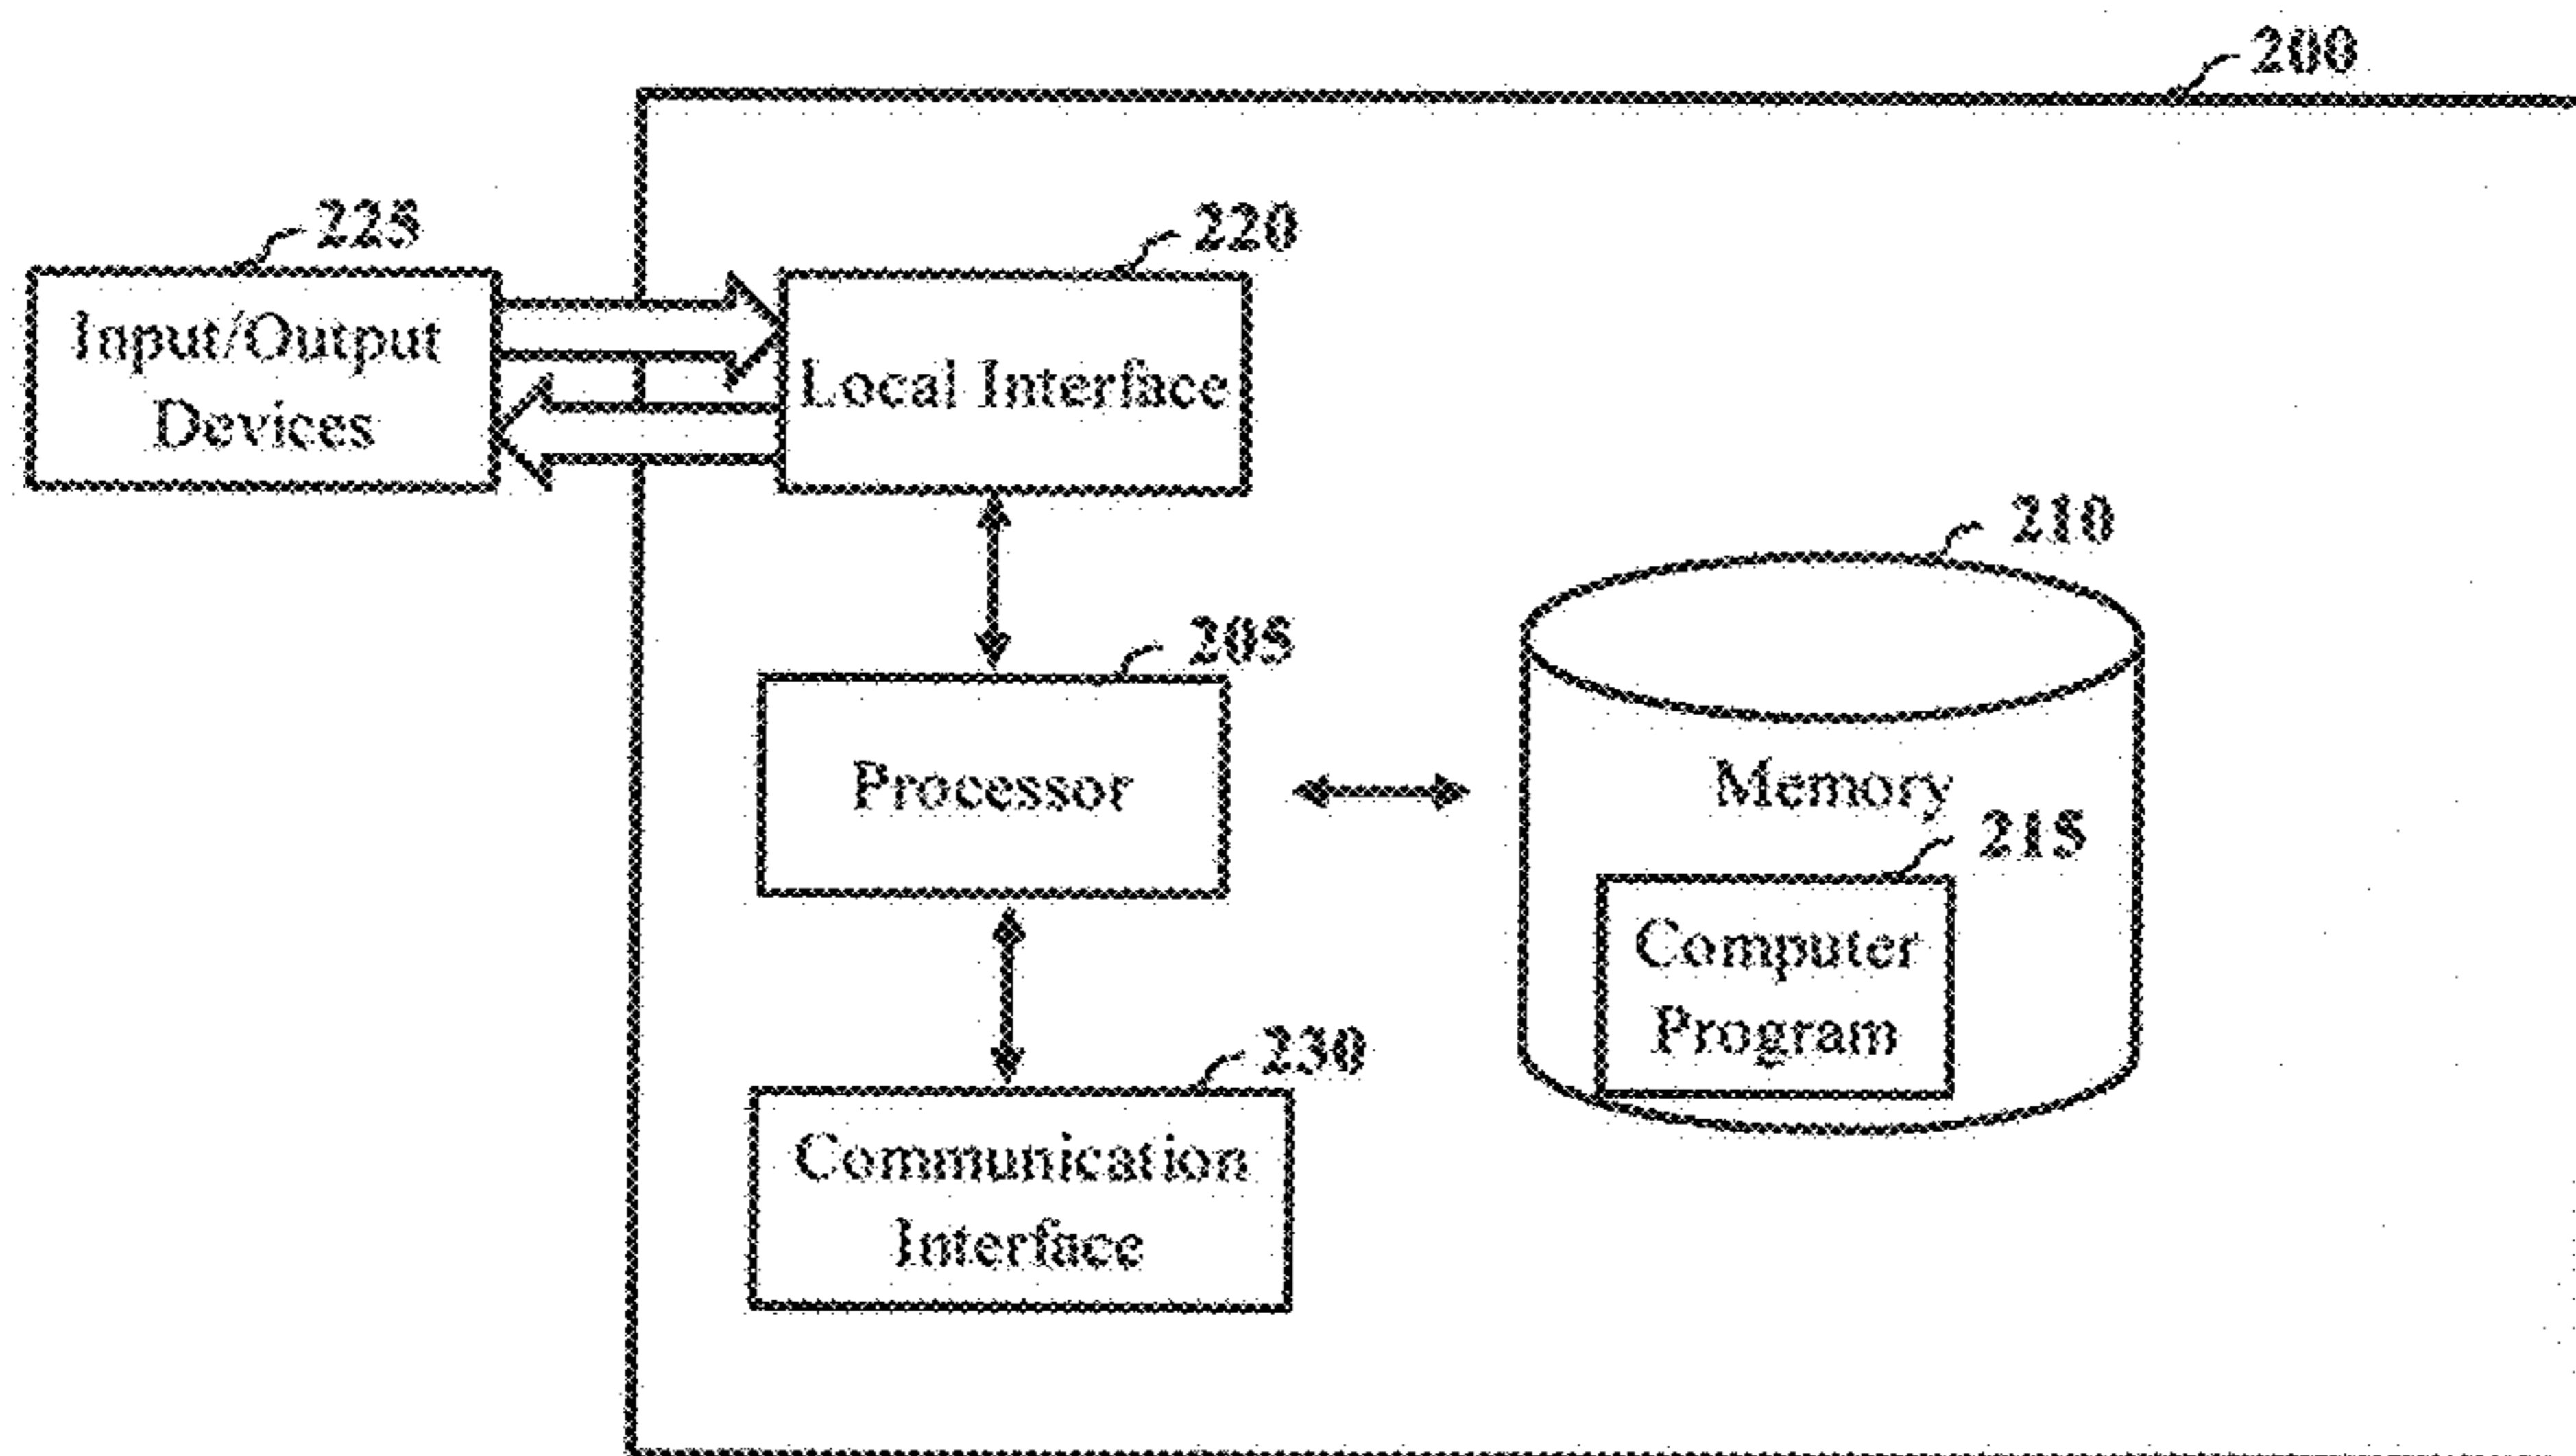 200
225
220
Input/Output
Devices
Local Interface
210
205
Processor
Memory
215
Computer
Program
230
Communication
Interface